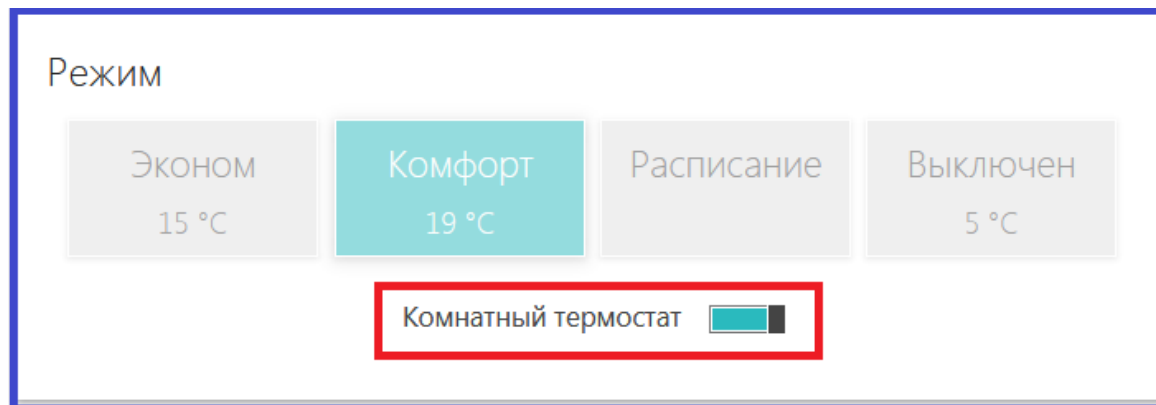 Режим
Эконом
15 °C
Комфорт
19 °C
Расписание
Выключен
5 °C
Комнатный термостат